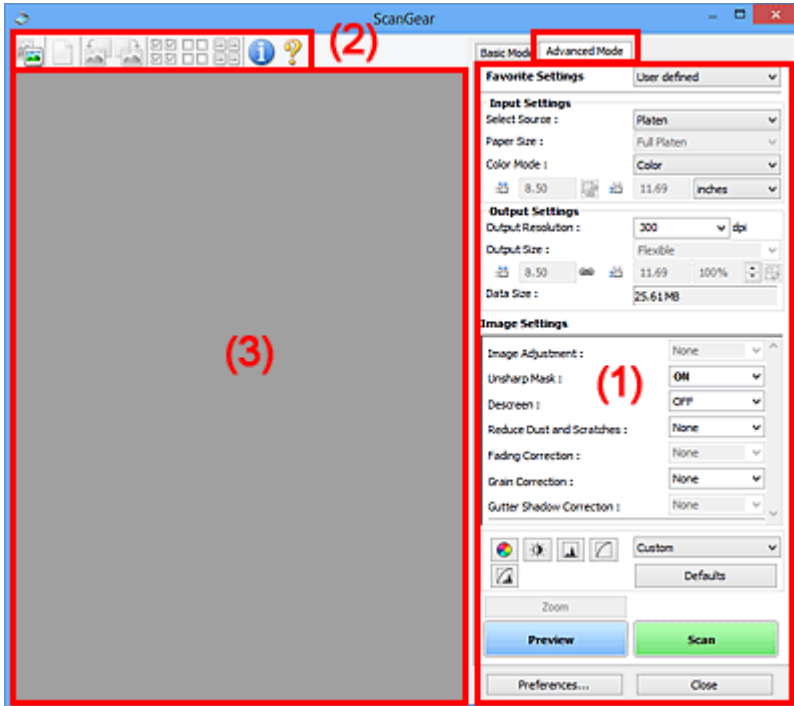 ScanGear
(2)
Basic Mode Advanced Mode
Favorite Settings User defined
Input Settings
Select Source : Platen
Paper Size : Full Platen
Color Mode : Color
8.50 11.69 inches
Output Settings
Output Resolution : 300 dpi
Output Size : Flexible
8.50 11.69 100%
Data Size : 25.61MB
Image Settings
(3)
(1)
Image Adjustment : None
Unsharp Mask : ON
Descreen : OFF
Reduce Dust and Scratches : None
Fading Correction : None
Grain Correction : None
Gutter Shadow Correction : None
Custom
Defaults
Zoom
Preview Scan
Preferences... Close